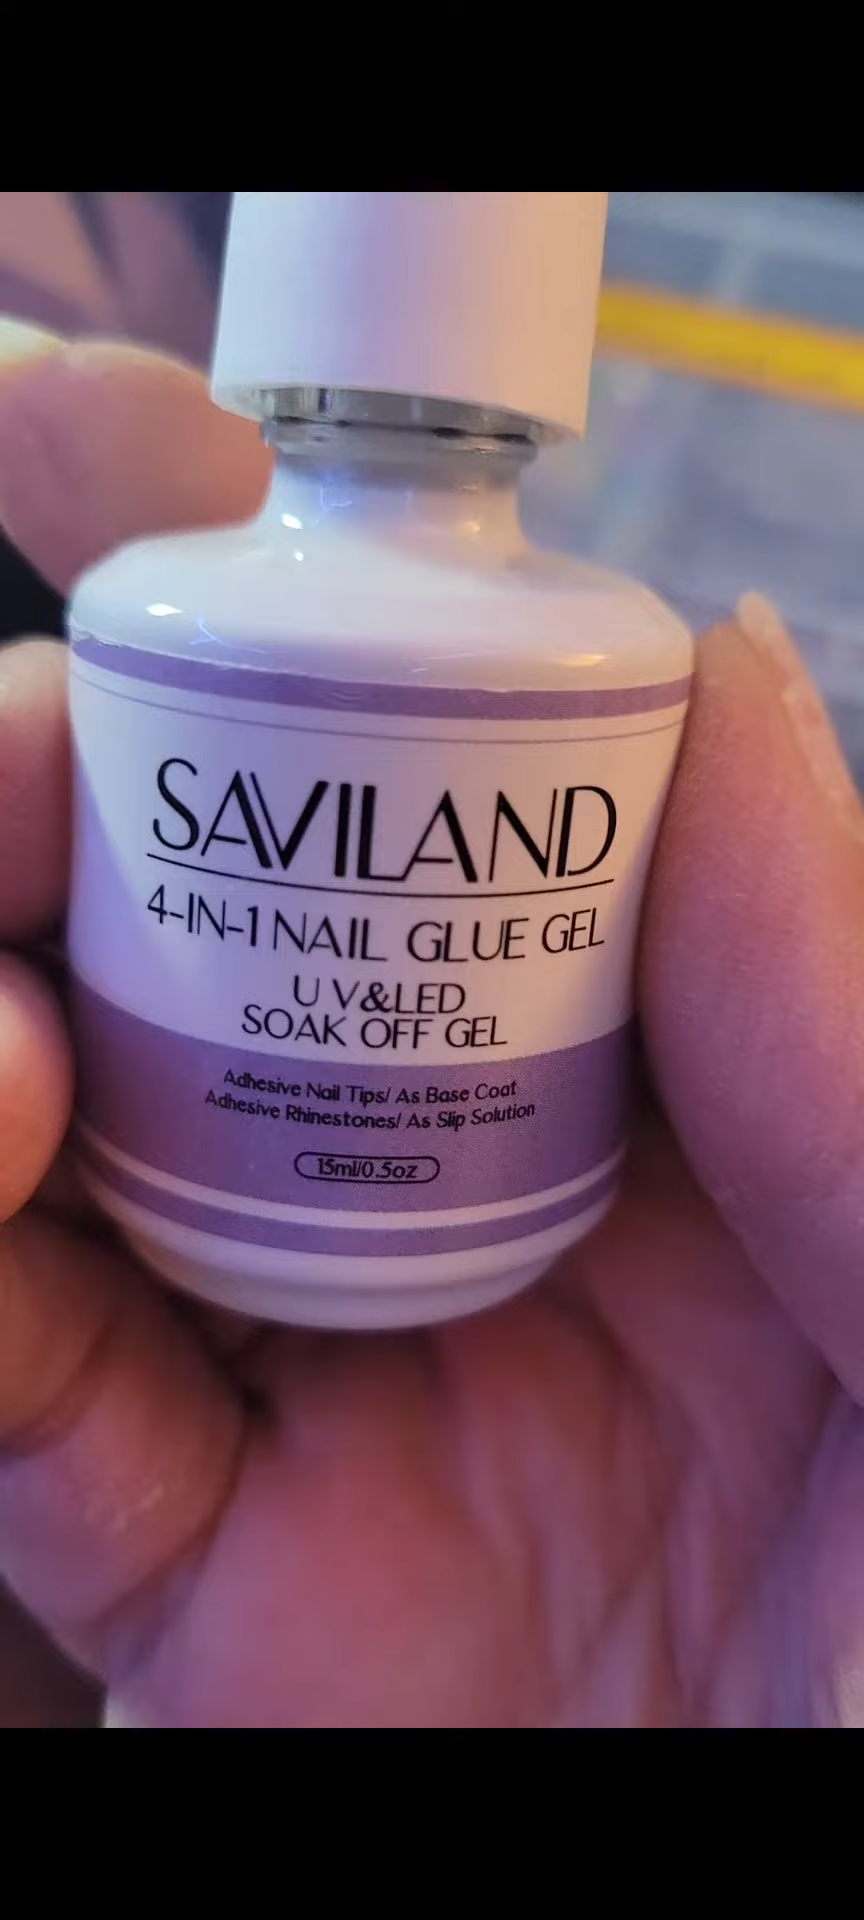 SAVILAND
4-IN-1 NAIL GLUE GEL
UV&LED
SOAK OFF GEL
Adhesive Nail Tips/ As Base Coat
Adhesive Rhinestones/ As Slip Solution
15ml/0.5oz